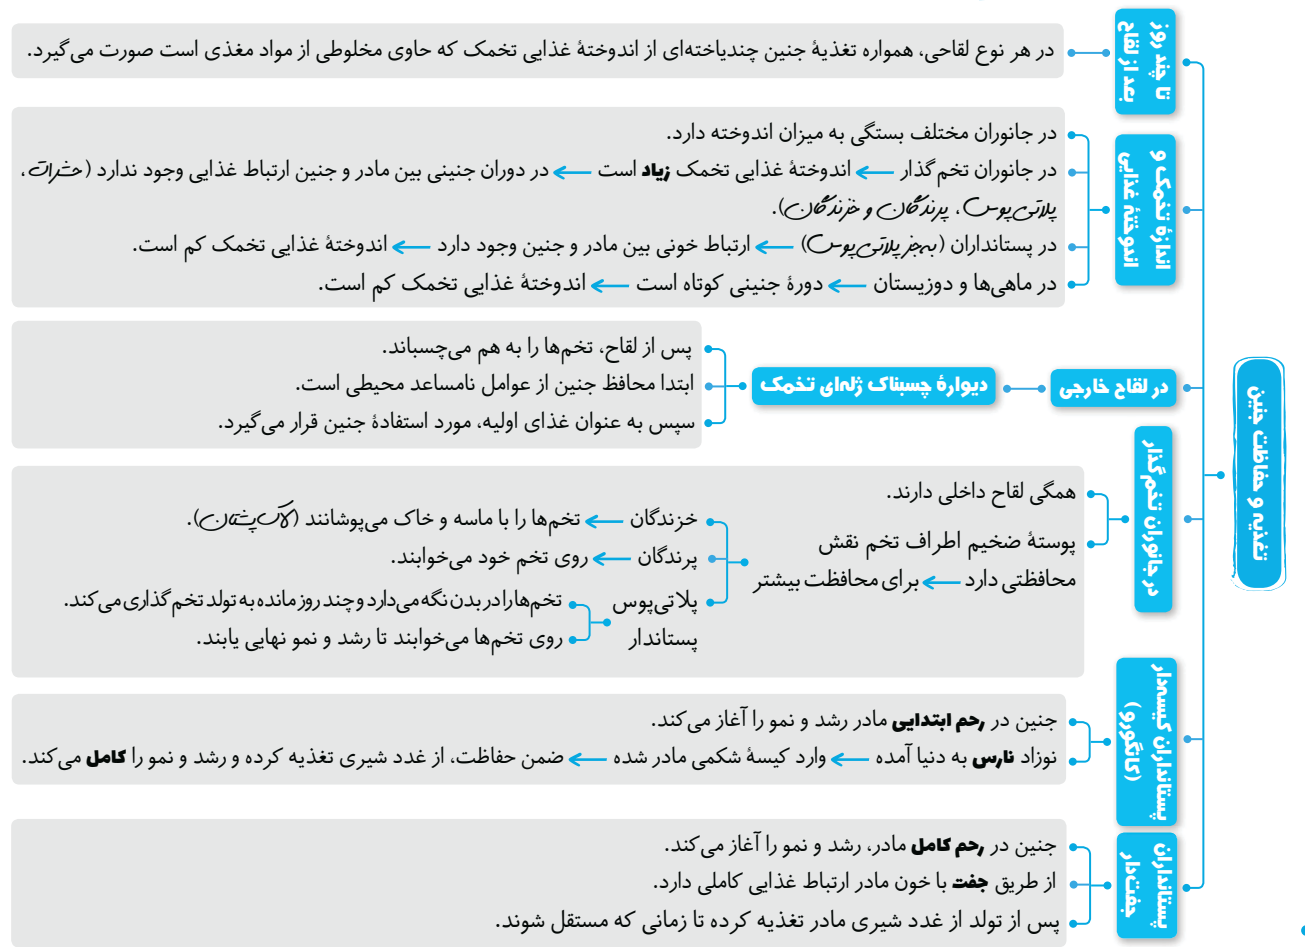 تغذیه و حفاظت جنین
تا چند روز
بعد از لقاح
در هر نوع لقاحی، همواره تغذیهٔ جنین چندیاخته‌ای از اندوختهٔ غذایی تخمک که حاوی مخلوطی از مواد مغذی است صورت می‌گیرد.
اندازهٔ تخمک و
اندوختهٔ غذایی
در جانوران مختلف بستگی به میزان اندوخته دارد.
در جانوران تخم‌گذار ← اندوختهٔ غذایی تخمک زیاد است ← در دوران جنینی بین مادر و جنین ارتباط غذایی وجود ندارد (حشرات،
پلاتی‌پوس، پرندگان و خزندگان).
در پستانداران (به‌جز پلاتی‌پوس) ← ارتباط خونی بین مادر و جنین وجود دارد ← اندوختهٔ غذایی تخمک کم است.
در ماهی‌ها و دوزیستان ← دورهٔ جنینی کوتاه است ← اندوختهٔ غذایی تخمک کم است.
در لقاح خارجی
دیوارهٔ چسبناک ژله‌ای تخمک
پس از لقاح، تخم‌ها را به هم می‌چسباند.
ابتدا محافظ جنین از عوامل نامساعد محیطی است.
سپس به عنوان غذای اولیه، مورد استفادهٔ جنین قرار می‌گیرد.
در جانوران تخم‌گذار
همگی لقاح داخلی دارند.
پوستهٔ ضخیم اطراف تخم نقش
محافظتی دارد ← برای محافظت بیشتر
خزندگان ← تخم‌ها را با ماسه و خاک می‌پوشانند (لاک‌پشتان).
پرندگان ← روی تخم خود می‌خوابند.
پلاتی‌پوس
پستاندار
تخم‌ها را در بدن نگه می‌دارد و چند روز مانده به تولد تخم‌گذاری می‌کند.
روی تخم‌ها می‌خوابند تا رشد و نمو نهایی یابند.
پستانداران کیسه‌دار
(کانگورو)
جنین در رحم ابتدایی مادر رشد و نمو را آغاز می‌کند.
نوزاد نارس به دنیا آمده ← وارد کیسهٔ شکمی مادر شده ← ضمن حفاظت، از غدد شیری تغذیه کرده و رشد و نمو را کامل می‌کند.
پستانداران
جفت‌دار
جنین در رحم کامل مادر، رشد و نمو را آغاز می‌کند.
از طریق جفت با خون مادر ارتباط غذایی کاملی دارد.
پس از تولد از غدد شیری مادر تغذیه کرده تا زمانی که مستقل شوند.